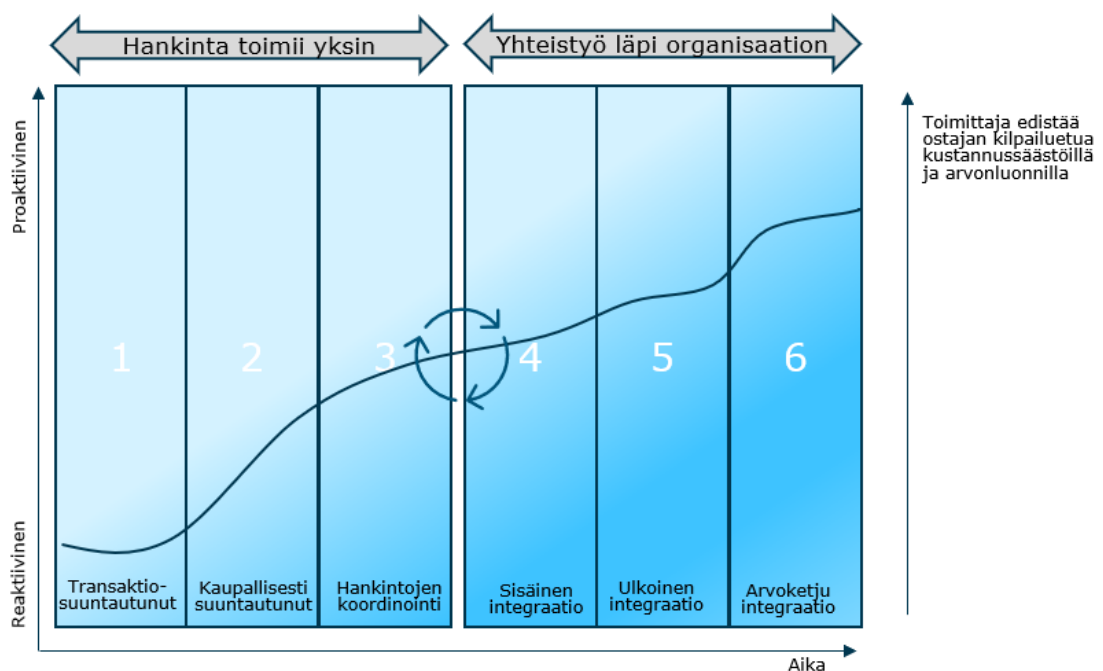 Hankinta toimii yksin
Yhteistyö läpi organisaation
Proaktiivinen
Reaktiivinen
Toimittaja edistää
ostajan kilpailuetua
kustannussäästöillä
ja arvonluonnilla
1
2
3
4
5
6
Transaktio-
suuntautunut
Kaupallisesti
suuntautunut
Hankintojen
koordinointi
Sisäinen
integraatio
Ulkoinen
integraatio
Arvoketju
integraatio
Aika